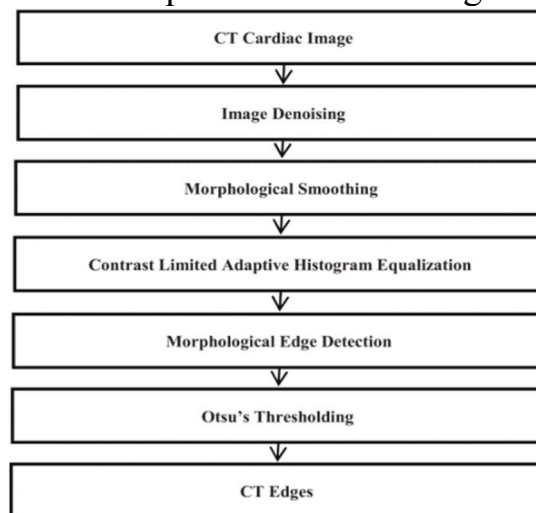 CT Cardiac Image
Image Denoising
Morphological Smoothing
Contrast Limited Adaptive Histogram Equalization
Morphological Edge Detection
Otsu's Thresholding
CT Edges